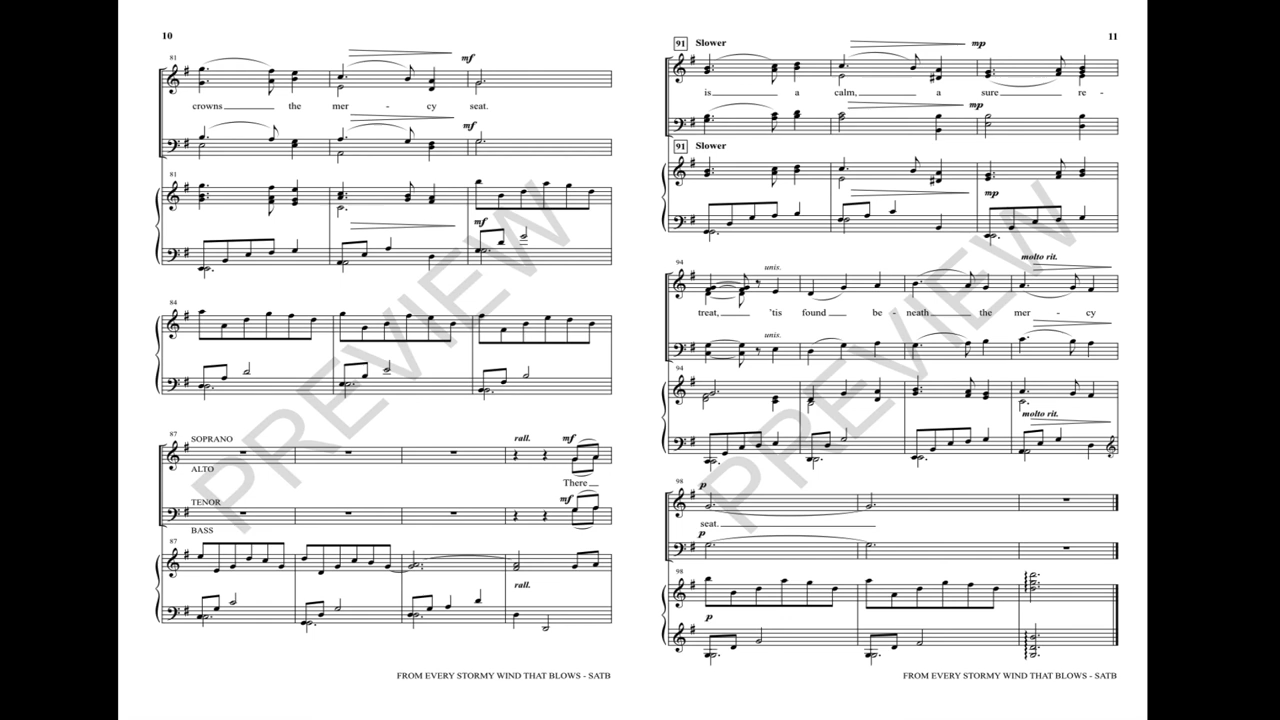 10
81
mf
crowns the mer - cy seat.
mf
81
mf
84
87
SOPRANO
rall.
mf
ALTO
There
TENOR
mf
BASS
87
rall.
PREVIEW
FROM EVERY STORMY WIND THAT BLOWS - SATB
11
91 Slower
mp
is a calm, a sure re -
mp
91 Slower
mp
94
unis.
molto rit.
treat, 'tis found be - neath the mer - cy
unis.
94
molto rit.
98
p
seat.
p
98
p
PREVIEW
FROM EVERY STORMY WIND THAT BLOWS - SATB